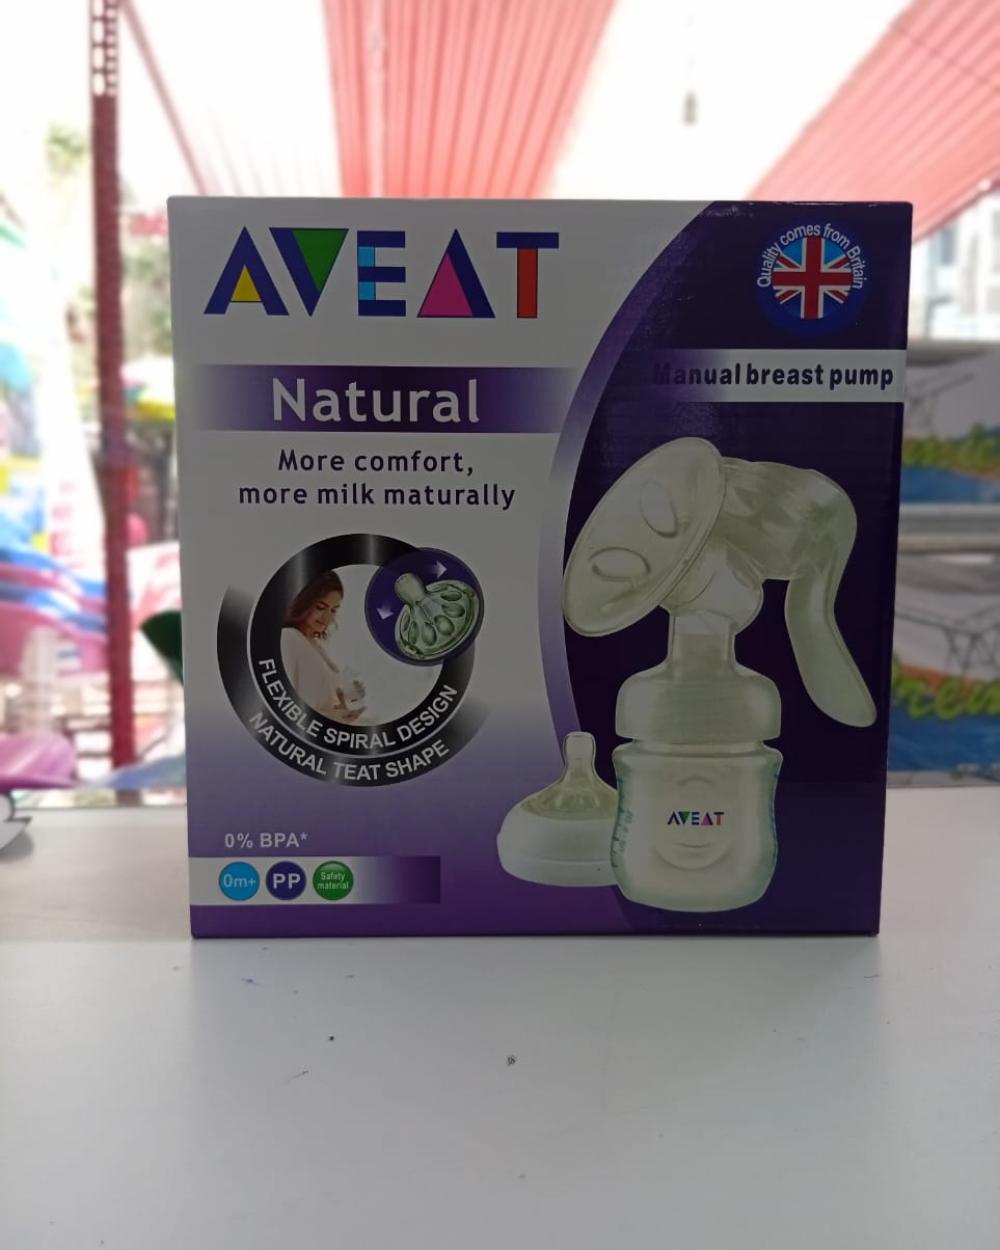 AVEAT
Quality comes from Britain
Manual breast pump
Natural
More comfort,
more milk maturally
FLEXIBLE SPIRAL DESIGN
NATURAL TEAT SHAPE
AVEAT
0% BPA*
0m+
PP
Safety
material